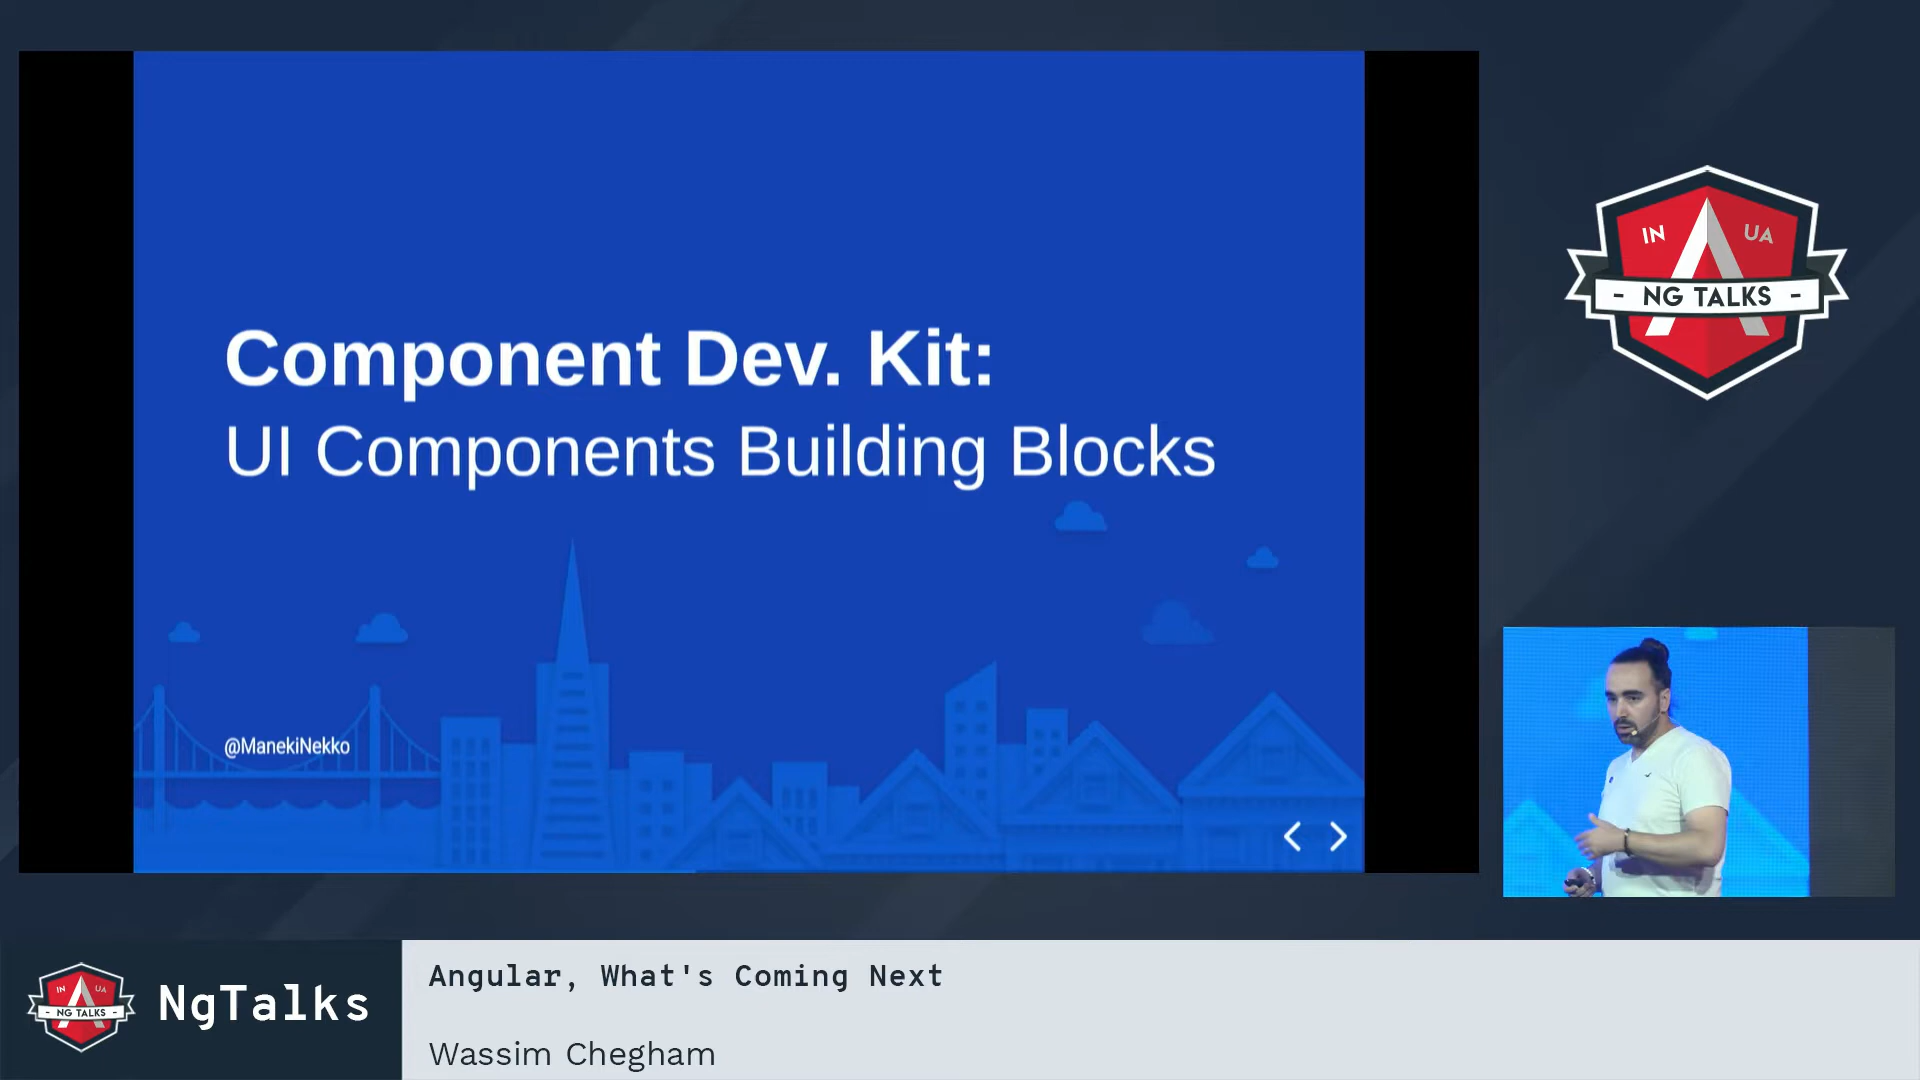 Component Dev. Kit:
UI Components Building Blocks
@ManekiNekko
IN UA
- NG TALKS -
IN UA
- NG TALKS -
NgTalks
Angular, What's Coming Next
Wassim Chegham